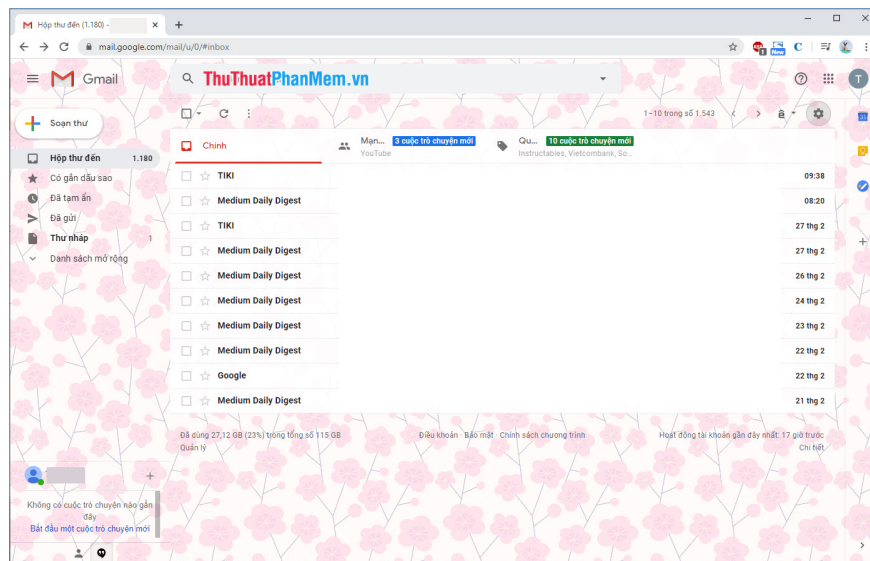 Hộp thư đến (1.180) -
mail.google.com/mail/u/0/#inbox
New
Gmail
ThuThuatPhanMem.vn
T
Soạn thư
1–10 trong số 1.543
31
Hộp thư đến 1.180
Có gắn dấu sao
Đã tạm ẩn
Đã gửi
Thư nháp 1
Danh sách mở rộng
Chính
Mạn... 3 cuộc trò chuyện mới
YouTube
Qu... 10 cuộc trò chuyện mới
Instructables, Vietcombank, So...
TIKI 09:38
Medium Daily Digest 08:20
TIKI 27 thg 2
Medium Daily Digest 27 thg 2
Medium Daily Digest 26 thg 2
Medium Daily Digest 24 thg 2
Medium Daily Digest 23 thg 2
Medium Daily Digest 22 thg 2
Google 22 thg 2
Medium Daily Digest 21 thg 2
Đã dùng 27,12 GB (23%) trong tổng số 115 GB
Quản lý
Điều khoản · Bảo mật · Chính sách chương trình
Hoạt động tài khoản gần đây nhất: 17 giờ trước
Chi tiết
Không có cuộc trò chuyện nào gần
đây
Bắt đầu một cuộc trò chuyện mới